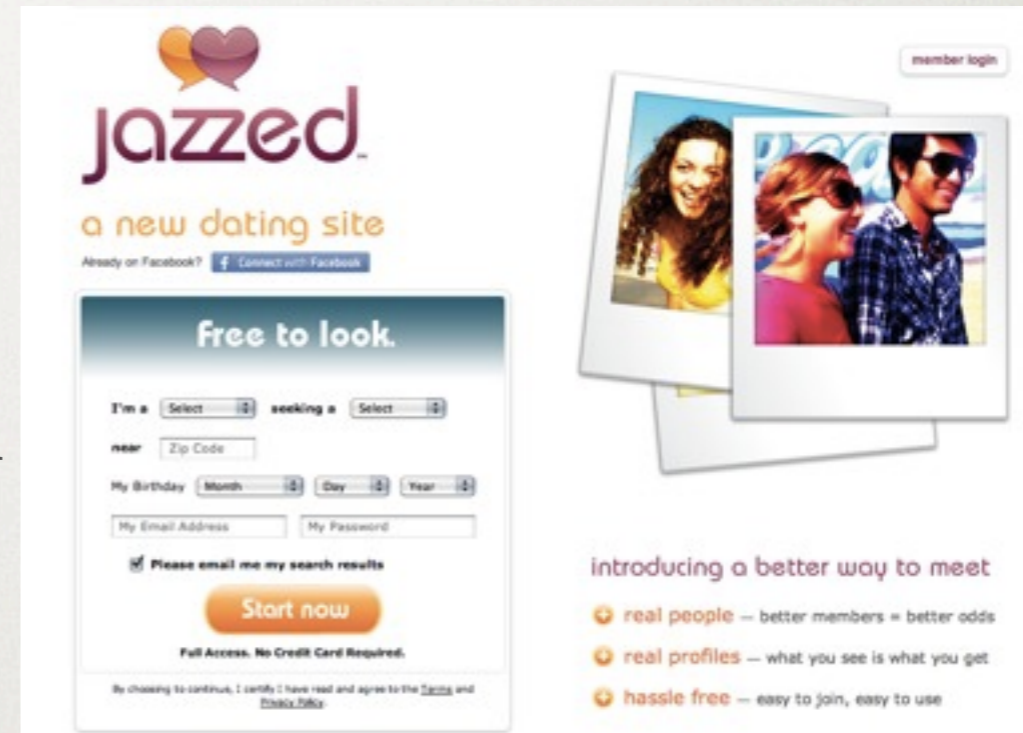 member login
jazzed™
a new dating site
Already on Facebook? f Connect with Facebook
Free to look.
I'm a Select seeking a Select
near Zip Code
My Birthday Month Day Year
My Email Address My Password
Please email me my search results
Start now
Full Access. No Credit Card Required.
By choosing to continue, I certify I have read and agree to the Terms and
Privacy Policy.
introducing a better way to meet
real people — better members = better odds
real profiles — what you see is what you get
hassle free — easy to join, easy to use